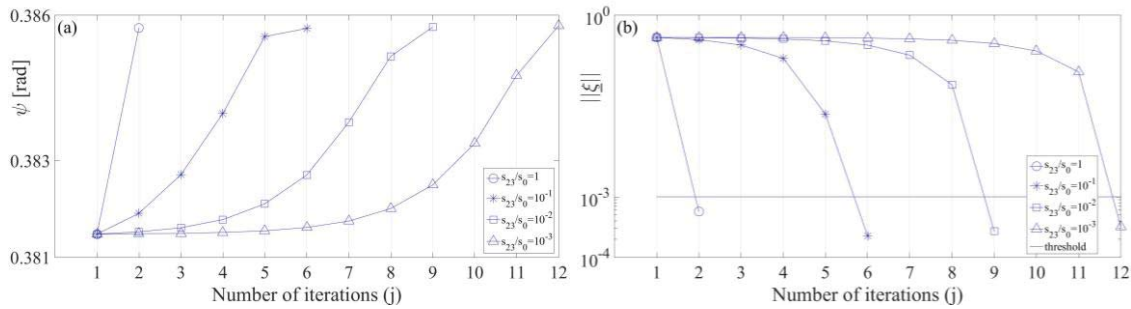 (a)
0.386
0.383
0.381
ψ [rad]
1 2 3 4 5 6 7 8 9 10 11 12
Number of iterations (j)
s₂₃/s₀=1
s₂₃/s₀=10⁻¹
s₂₃/s₀=10⁻²
s₂₃/s₀=10⁻³
(b)
10⁰
10⁻³
10⁻⁴
||ξ||
1 2 3 4 5 6 7 8 9 10 11 12
Number of iterations (j)
s₂₃/s₀=1
s₂₃/s₀=10⁻¹
s₂₃/s₀=10⁻²
s₂₃/s₀=10⁻³
threshold